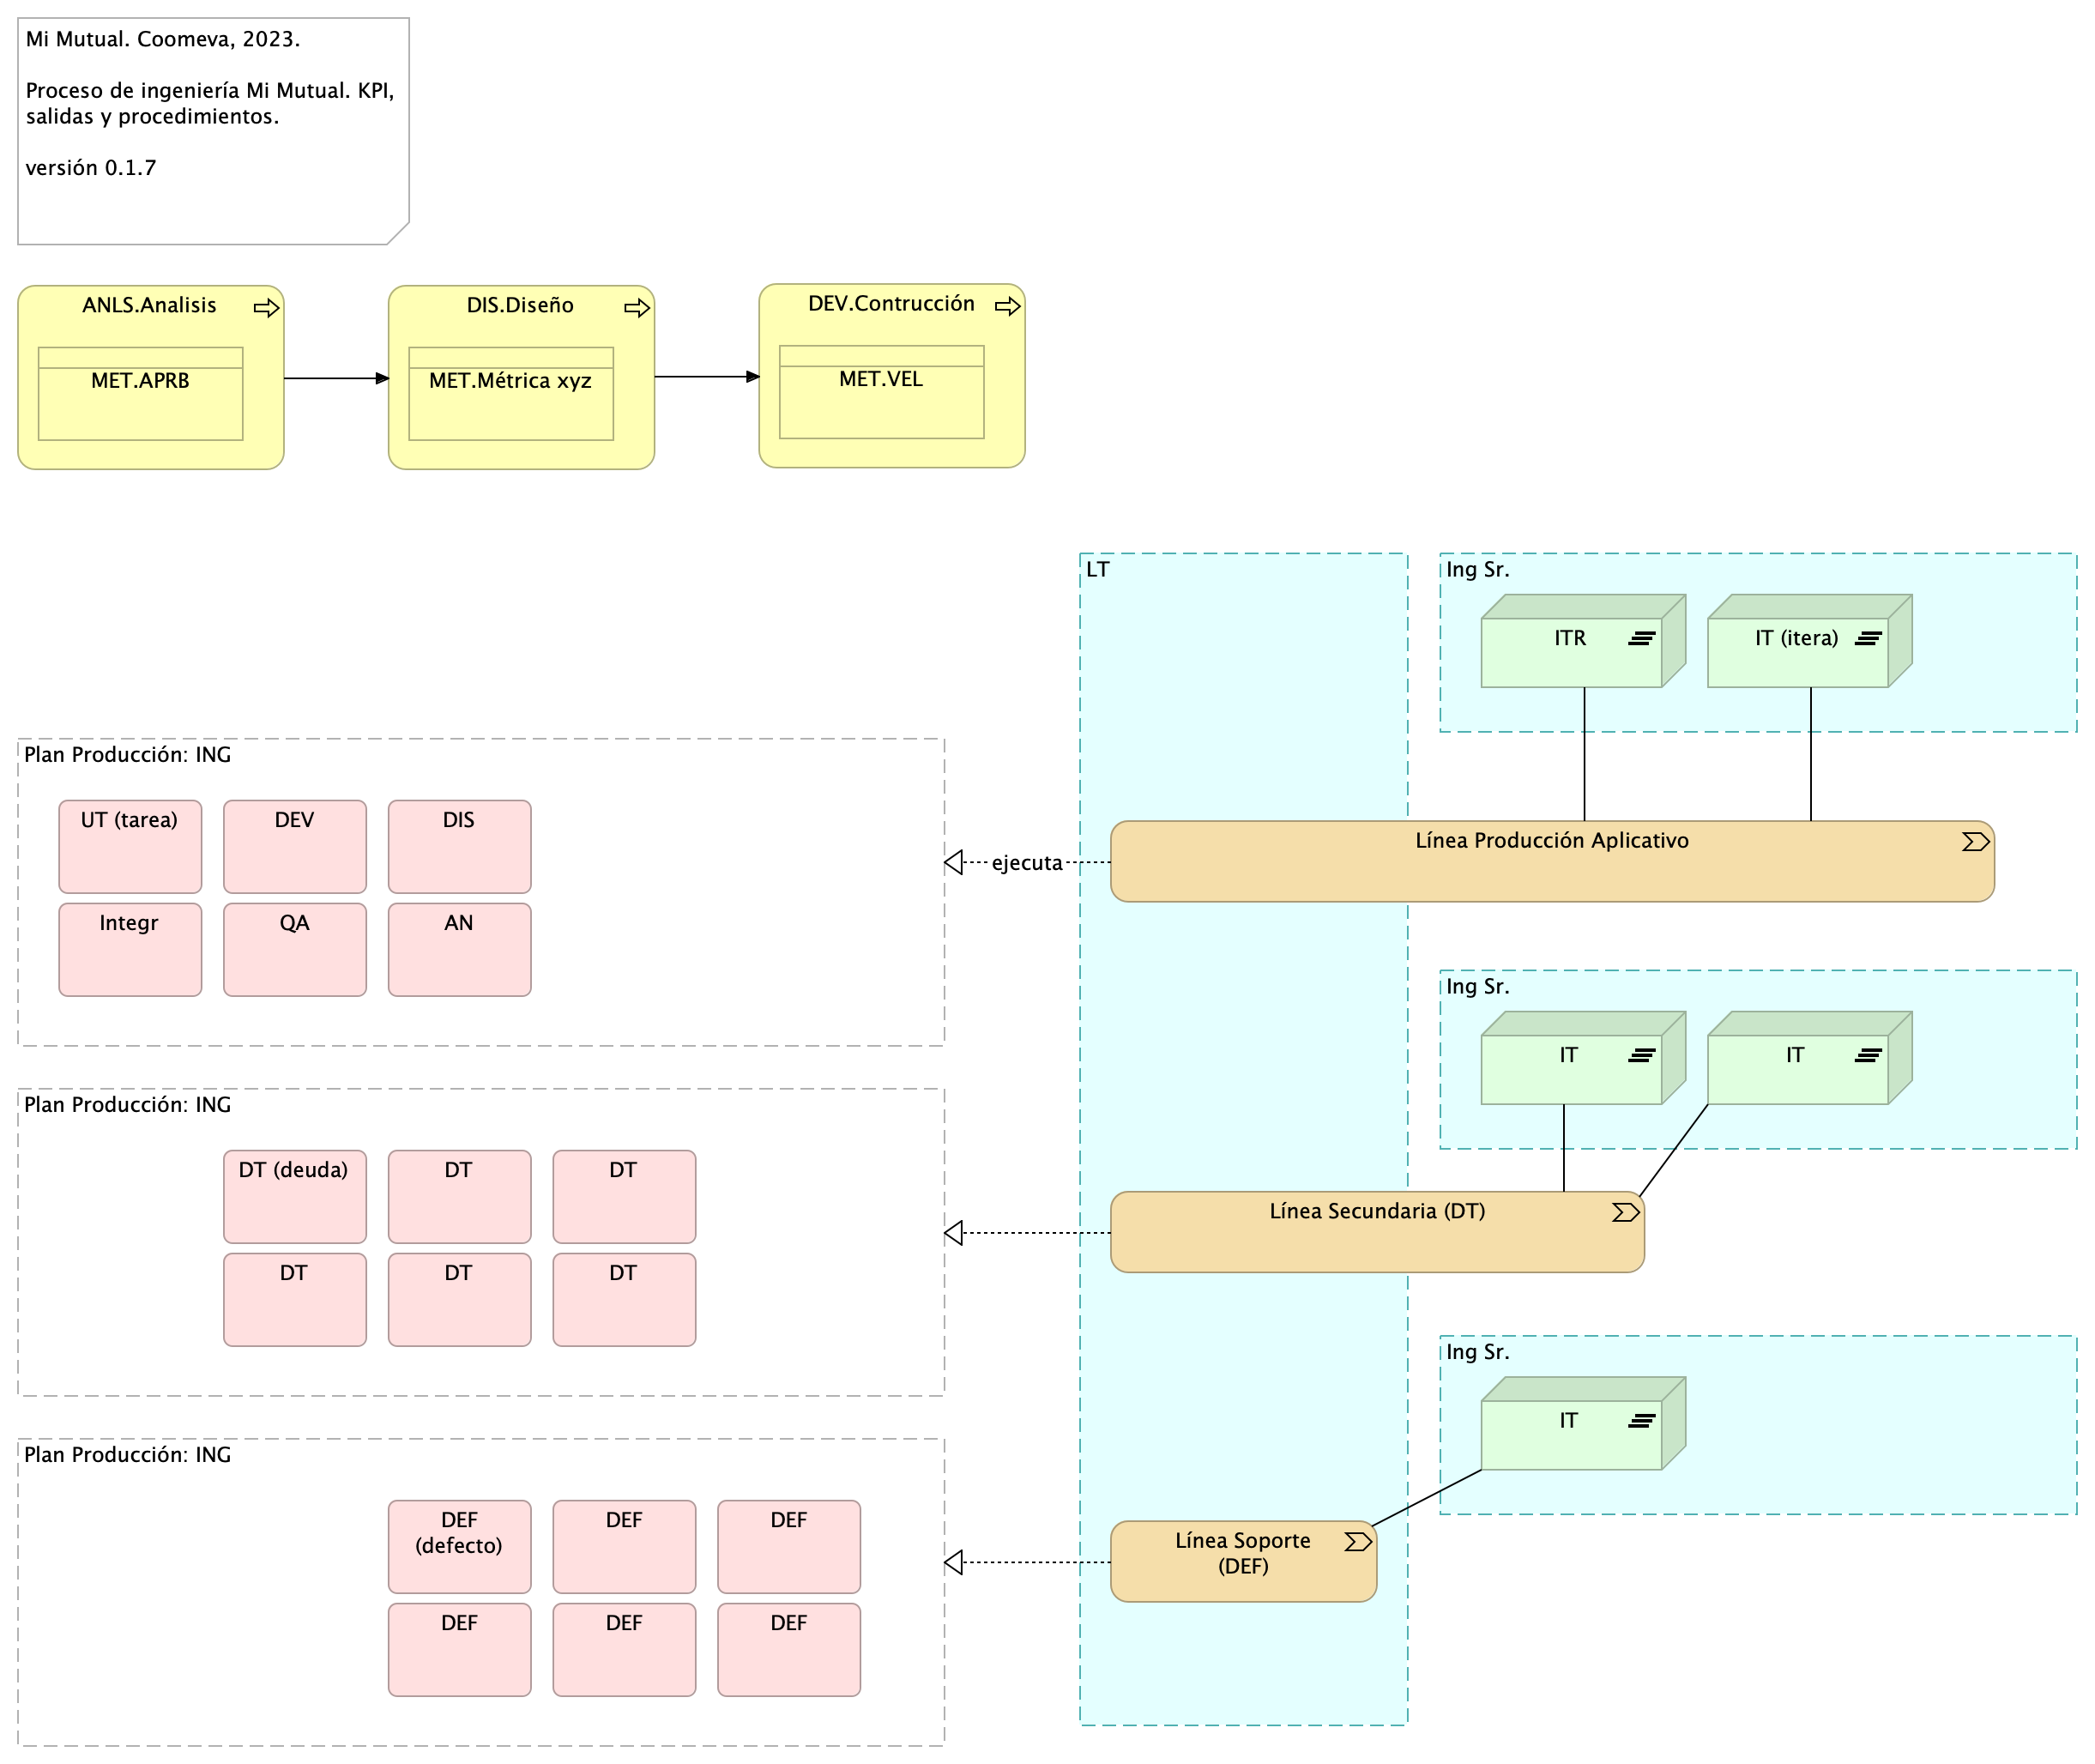 Mi Mutual. Coomeva, 2023.
Proceso de ingeniería Mi Mutual. KPI,
salidas y procedimientos.
versión 0.1.7
ANLS.Analisis
MET.APRB
DIS.Diseño
MET.Métrica xyz
DEV.Contrucción
MET.VEL
LT
Ing Sr.
ITR
IT (itera)
Plan Producción: ING
UT (tarea)
DEV
DIS
Integr
QA
AN
ejecuta
Línea Producción Aplicativo
Ing Sr.
IT
IT
Plan Producción: ING
DT (deuda)
DT
DT
DT
DT
DT
Línea Secundaria (DT)
Ing Sr.
IT
Plan Producción: ING
DEF
(defecto)
DEF
DEF
DEF
DEF
DEF
Línea Soporte
(DEF)